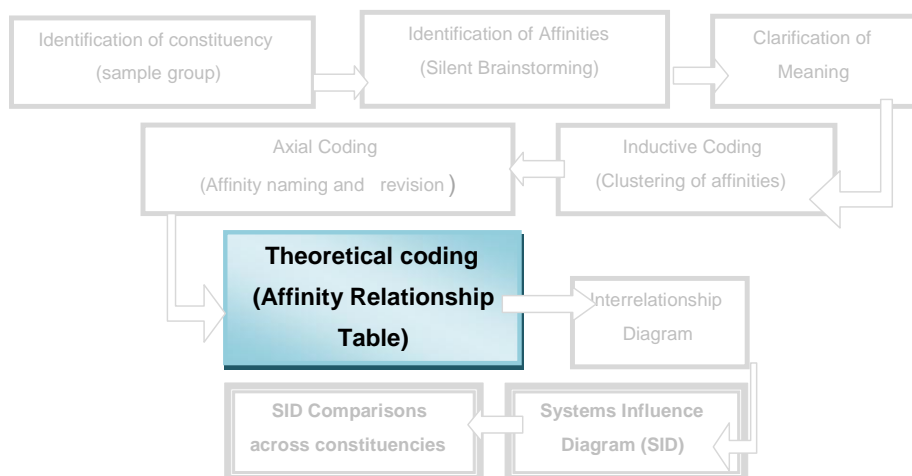 Identification of constituency
(sample group)
Identification of Affinities
(Silent Brainstorming)
Clarification of
Meaning
Inductive Coding
(Clustering of affinities)
Axial Coding
(Affinity naming and revision )
Theoretical coding
(Affinity Relationship
Table)
Interrelationship
Diagram
Systems Influence
Diagram (SID)
SID Comparisons
across constituencies